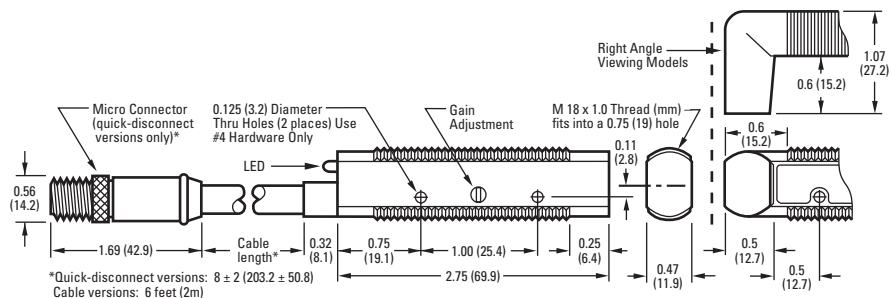 Right Angle
Viewing Models
1.07
(27.2)
0.6 (15.2)
Micro Connector
(quick-disconnect
versions only)*
0.125 (3.2) Diameter
Thru Holes (2 places) Use
#4 Hardware Only
Gain
Adjustment
M 18 x 1.0 Thread (mm)
fits into a 0.75 (19) hole
0.11
(2.8)
0.6
(15.2)
LED
0.56
(14.2)
1.69 (42.9)
Cable
length*
0.32
(8.1)
0.75
(19.1)
1.00 (25.4)
0.25
(6.4)
2.75 (69.9)
0.47
(11.9)
0.5
(12.7)
0.5
(12.7)
*Quick-disconnect versions: 8 ± 2 (203.2 ± 50.8)
Cable versions: 6 feet (2m)